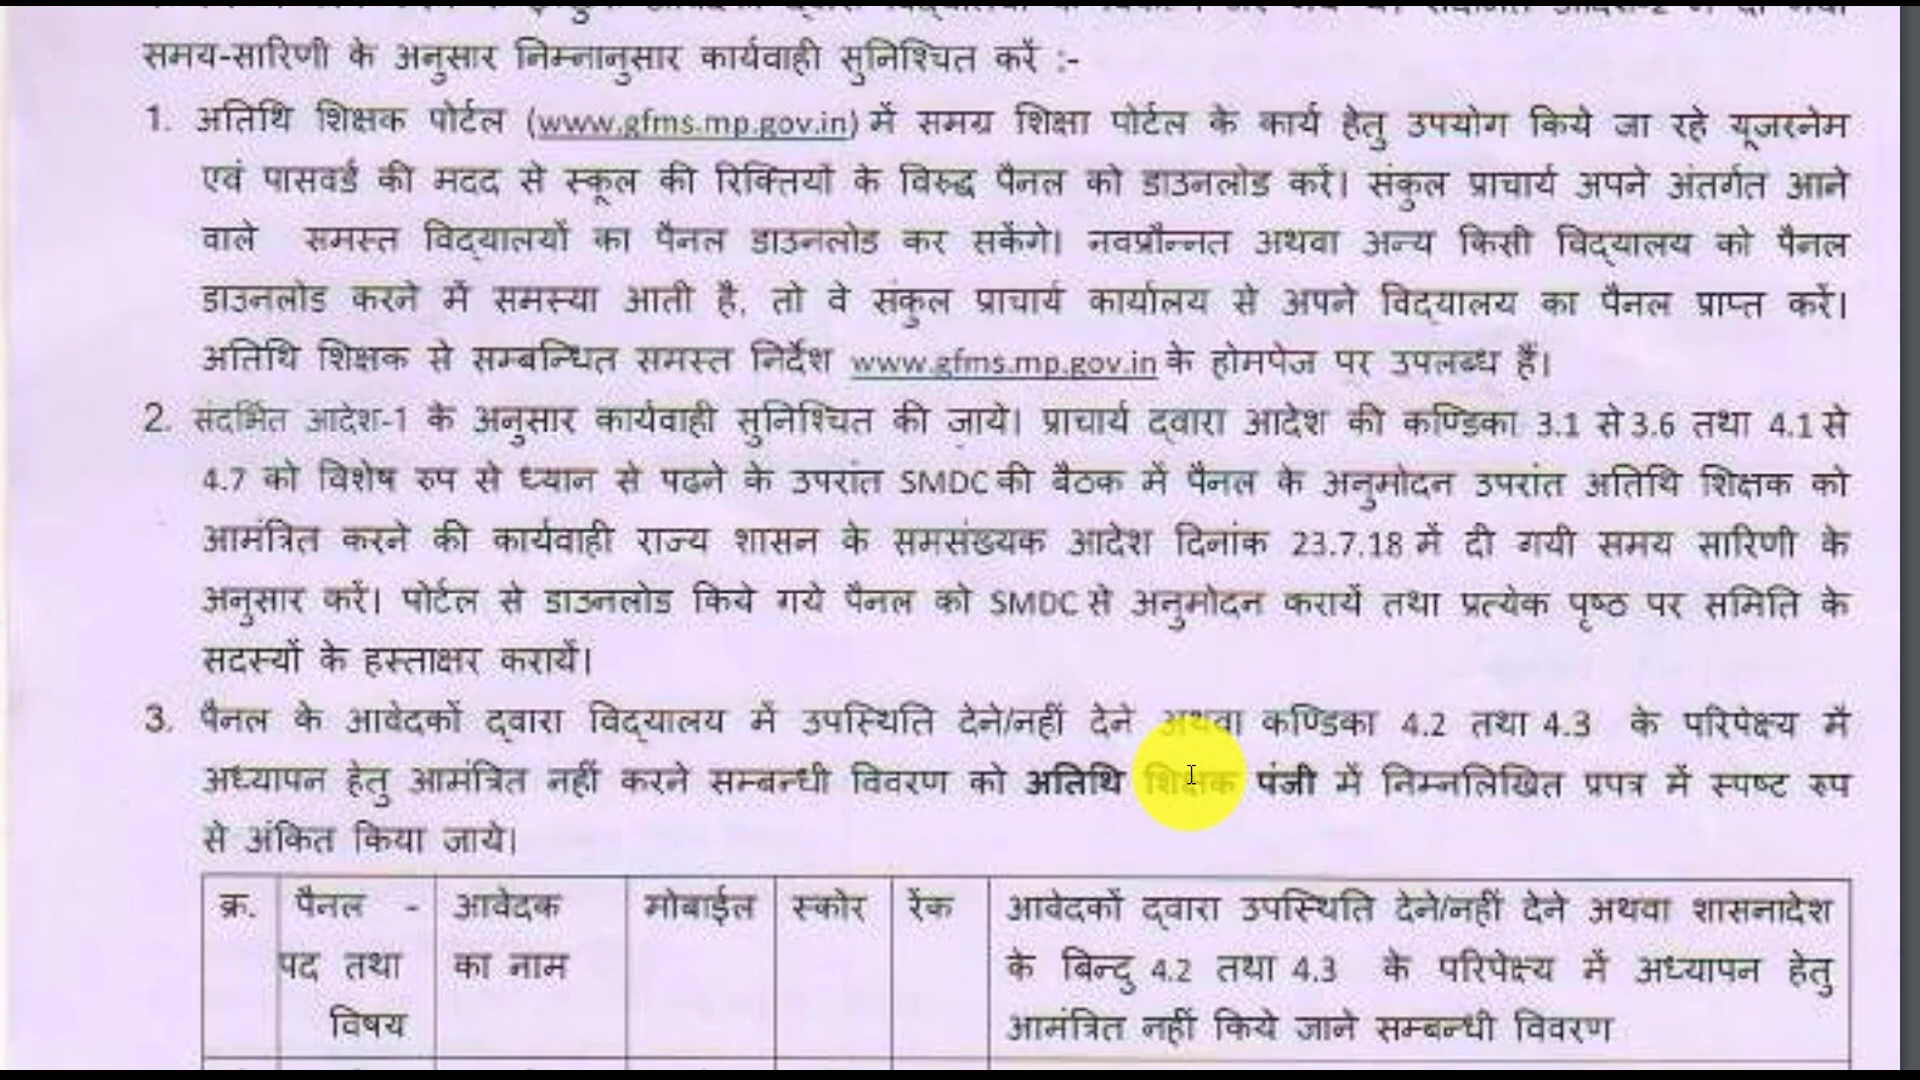 समय-सारिणी के अनुसार निम्नानुसार कार्यवाही सुनिश्चित करें :-
1. अतिथि शिक्षक पोर्टल (www.gfms.mp.gov.in) में समग्र शिक्षा पोर्टल के कार्य हेतु उपयोग किये जा रहे यूजरनेम
एवं पासवर्ड की मदद से स्कूल की रिक्तियों के विरुद्ध पैनल को डाउनलोड करें। संकुल प्राचार्य अपने अंतर्गत आने
वाले समस्त विद्यालयों का पैनल डाउनलोड कर सकेंगे। नवप्रौन्नत अथवा अन्य किसी विद्यालय को पैनल
डाउनलोड करने में समस्या आती है, तो वे संकुल प्राचार्य कार्यालय से अपने विद्यालय का पैनल प्राप्त करें।
अतिथि शिक्षक से सम्बन्धित समस्त निर्देश www.gfms.mp.gov.in के होमपेज पर उपलब्ध हैं।
2. संदर्भित आदेश-1 के अनुसार कार्यवाही सुनिश्चित की जाये। प्राचार्य द्वारा आदेश की कण्डिका 3.1 से 3.6 तथा 4.1 से
4.7 को विशेष रुप से ध्यान से पढने के उपरांत SMDC की बैठक में पैनल के अनुमोदन उपरांत अतिथि शिक्षक को
आमंत्रित करने की कार्यवाही राज्य शासन के समसंख्यक आदेश दिनांक 23.7.18 में दी गयी समय सारिणी के
अनुसार करें। पोर्टल से डाउनलोड किये गये पैनल को SMDC से अनुमोदन करायें तथा प्रत्येक पृष्ठ पर समिति के
सदस्यों के हस्ताक्षर करायें।
3. पैनल के आवेदकों द्वारा विद्यालय में उपस्थिति देने/नहीं देने अथवा कण्डिका 4.2 तथा 4.3 के परिपेक्ष्य में
अध्यापन हेतु आमंत्रित नहीं करने सम्बन्धी विवरण को अतिथि शिक्षक पंजी में निम्नलिखित प्रपत्र में स्पष्ट रुप
से अंकित किया जाये।
क्र. पैनल - आवेदक मोबाईल स्कोर रेंक आवेदकों द्वारा उपस्थिति देने/नहीं देने अथवा शासनादेश
पद तथा का नाम के बिन्दु 4.2 तथा 4.3 के परिपेक्ष्य में अध्यापन हेतु
विषय आमंत्रित नहीं किये जाने सम्बन्धी विवरण